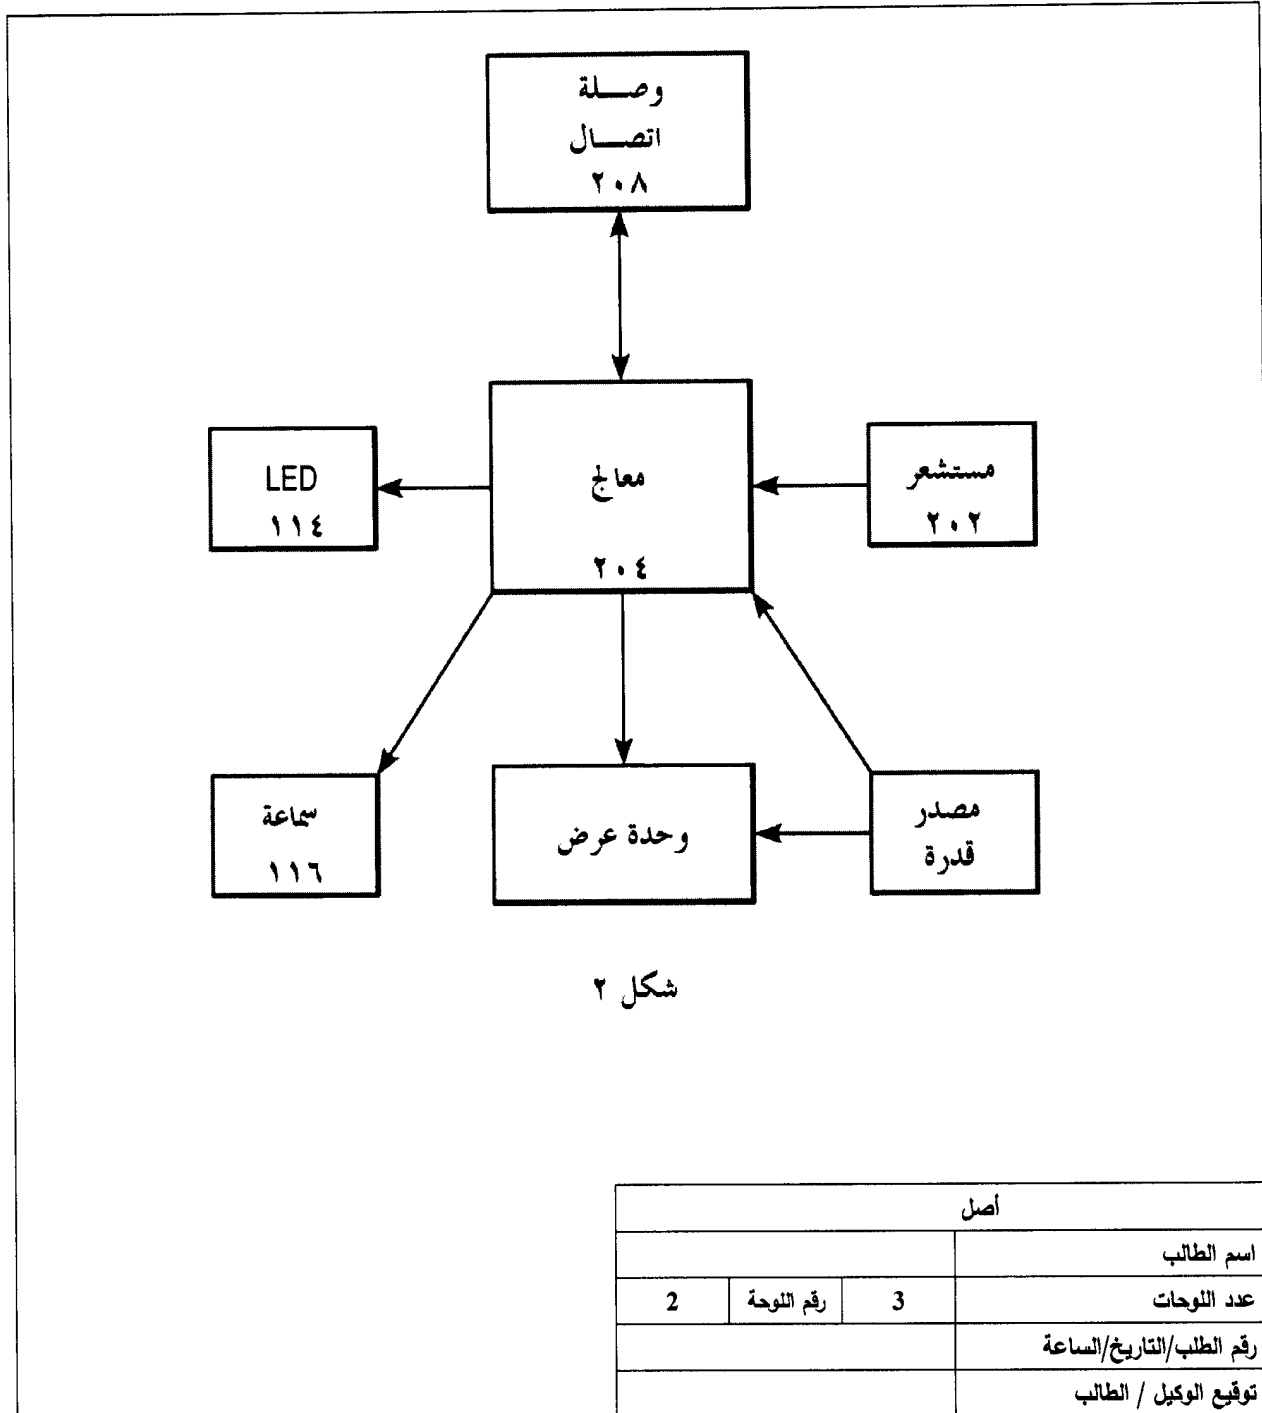 وصلة
اتصال
٢٠٨
معالج
٢٠٤
مستشعر
٢٠٢
LED
١١٤
مصدر
قدرة
وحدة عرض
سماعة
١١٦
شكل ٢
أصل
اسم الطالب
عدد اللوحات 3 رقم اللوحة 2
رقم الطلب/التاريخ/الساعة
توقيع الوكيل / الطالب